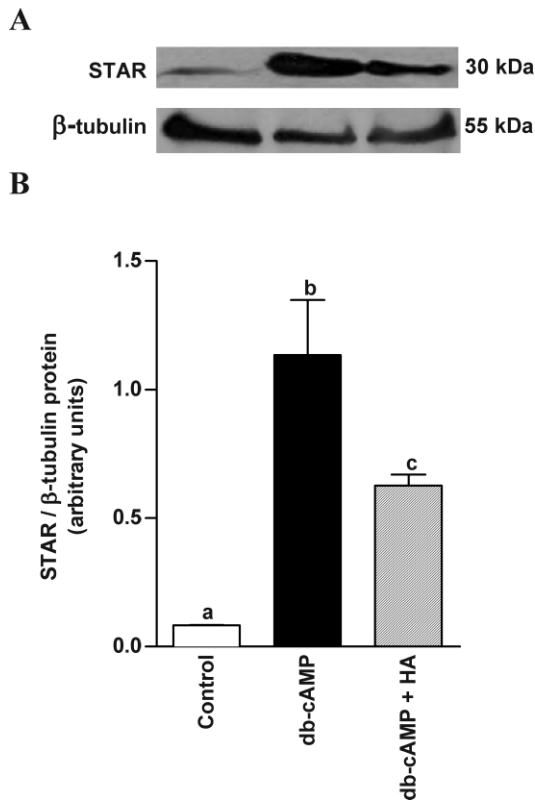 A
STAR 30 kDa
β-tubulin 55 kDa
B
STAR / β-tubulin protein
(arbitrary units)
1.5
1.0
0.5
0.0
a
b
c
Control
db-cAMP
db-cAMP + HA